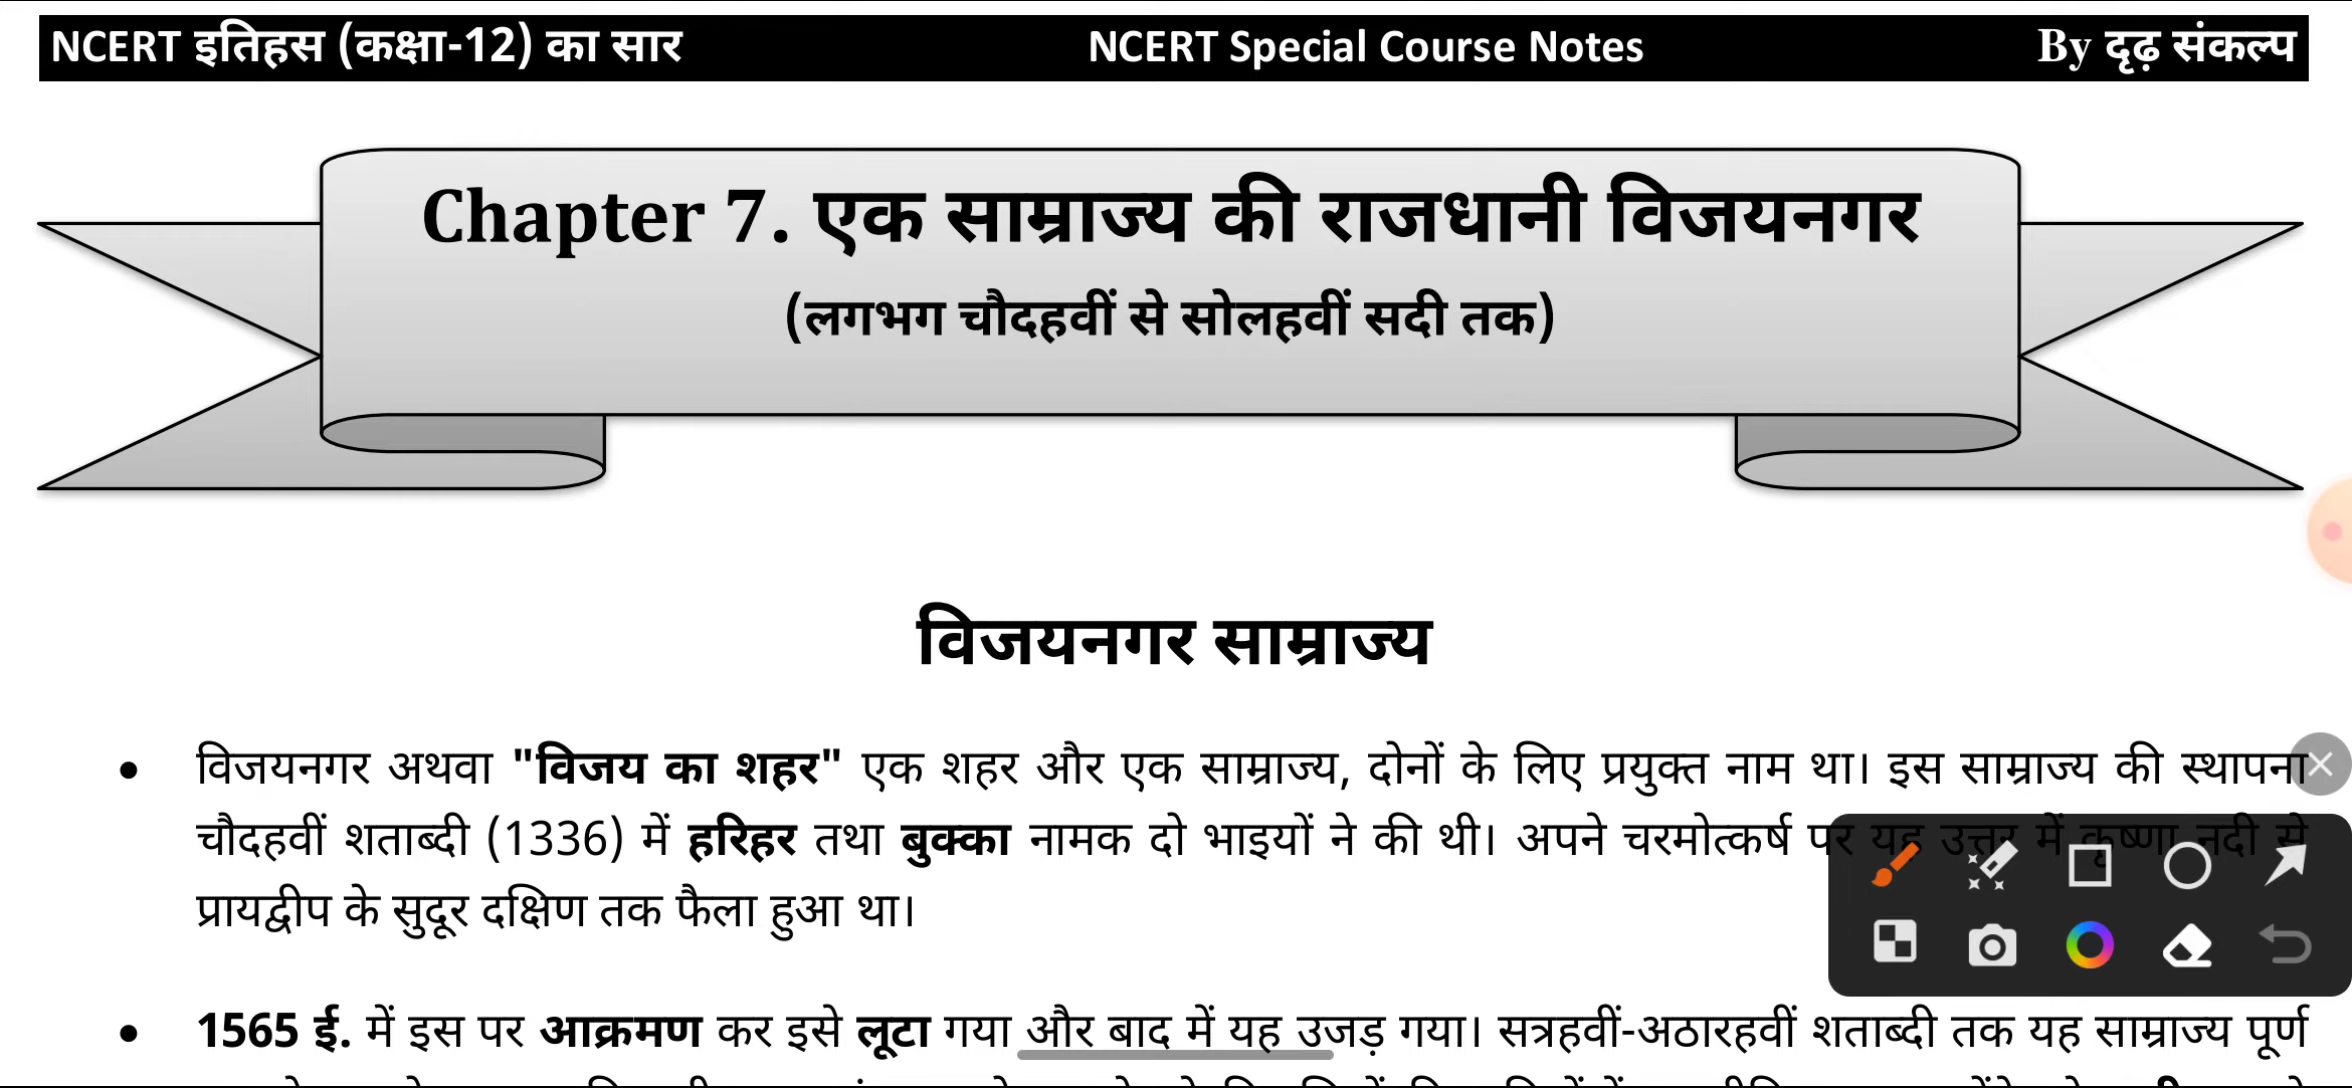 NCERT इतिहस (कक्षा-12) का सार NCERT Special Course Notes By दृढ़ संकल्प
Chapter 7. एक साम्राज्य की राजधानी विजयनगर
(लगभग चौदहवीं से सोलहवीं सदी तक)
विजयनगर साम्राज्य
• विजयनगर अथवा "विजय का शहर" एक शहर और एक साम्राज्य, दोनों के लिए प्रयुक्त नाम था। इस साम्राज्य की स्थापना
चौदहवीं शताब्दी (1336) में हरिहर तथा बुक्का नामक दो भाइयों ने की थी। अपने चरमोत्कर्ष पर यह उत्तर में कृष्णा नदी से
प्रायद्वीप के सुदूर दक्षिण तक फैला हुआ था।
• 1565 ई. में इस पर आक्रमण कर इसे लूटा गया और बाद में यह उजड़ गया। सत्रहवीं-अठारहवीं शताब्दी तक यह साम्राज्य पूर्ण